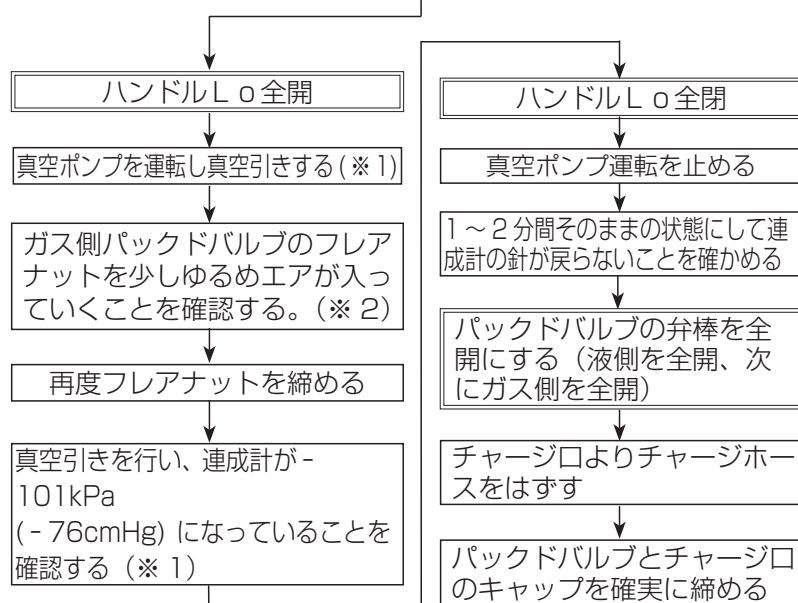 ハンドルＬｏ全開
真空ポンプを運転し真空引きする(※1)
ガス側パックドバルブのフレア
ナットを少しゆるめエアが入っ
ていくことを確認する。（※２）
再度フレアナットを締める
真空引きを行い、連成計が－
101kPa
(－76cmHg) になっていることを
確認する（※１）
ハンドルＬｏ全閉
真空ポンプ運転を止める
１～２分間そのままの状態にして連
成計の針が戻らないことを確かめる
パックドバルブの弁棒を全
開にする（液側を全開、次
にガス側を全開）
チャージ口よりチャージホー
スをはずす
パックドバルブとチャージ口
のキャップを確実に締める